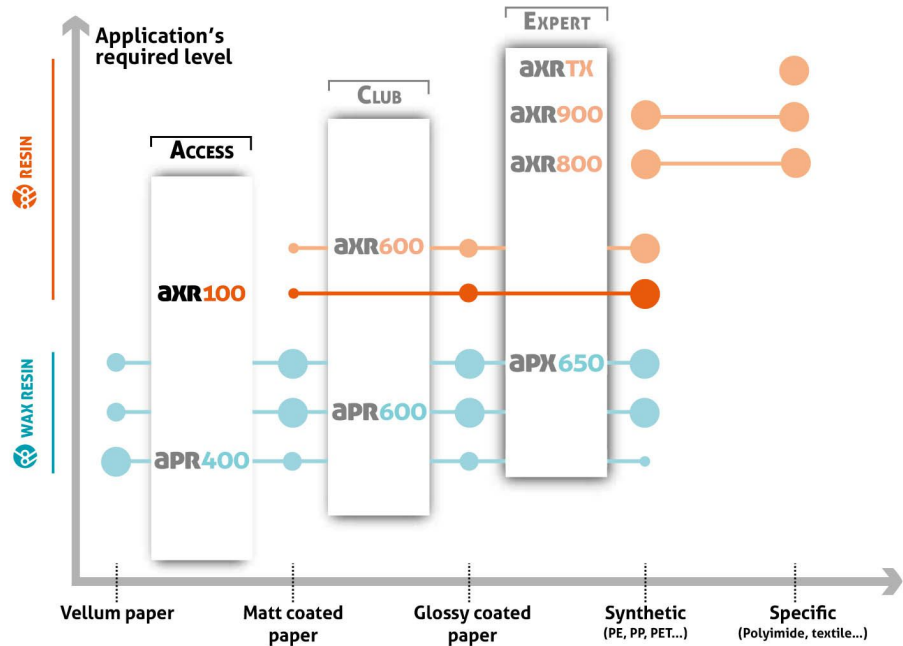 Application's
required level
EXPERT
CLUB
ACCESS
RESIN
WAX RESIN
aXRTX
aXR900
aXR800
aXR600
aXR100
aPX650
aPR600
aPR400
Vellum paper
Matt coated
paper
Glossy coated
paper
Synthetic
(PE, PP, PET...)
Specific
(Polyimide, textile...)